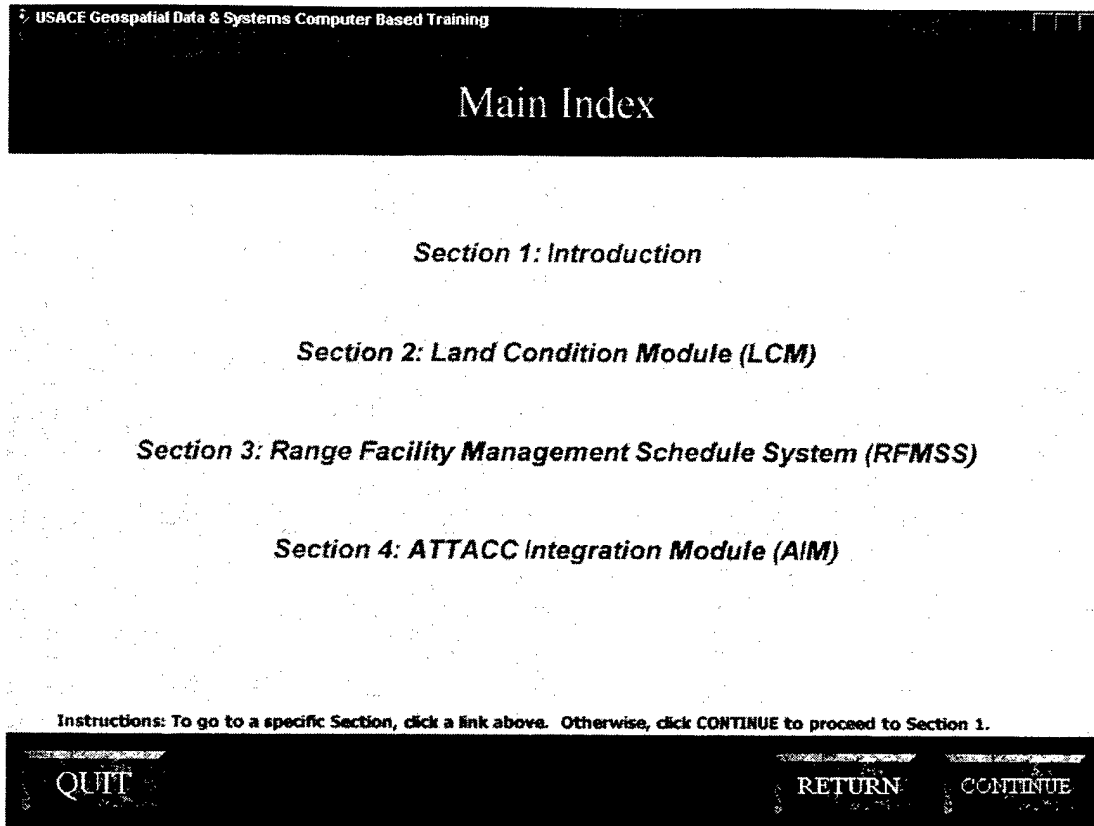 USACE Geospatial Data & Systems Computer Based Training
Main Index
Section 1: Introduction
Section 2: Land Condition Module (LCM)
Section 3: Range Facility Management Schedule System (RFMSS)
Section 4: ATTACC Integration Module (AIM)
Instructions: To go to a specific Section, click a link above. Otherwise, click CONTINUE to proceed to Section 1.
QUIT RETURN CONTINUE